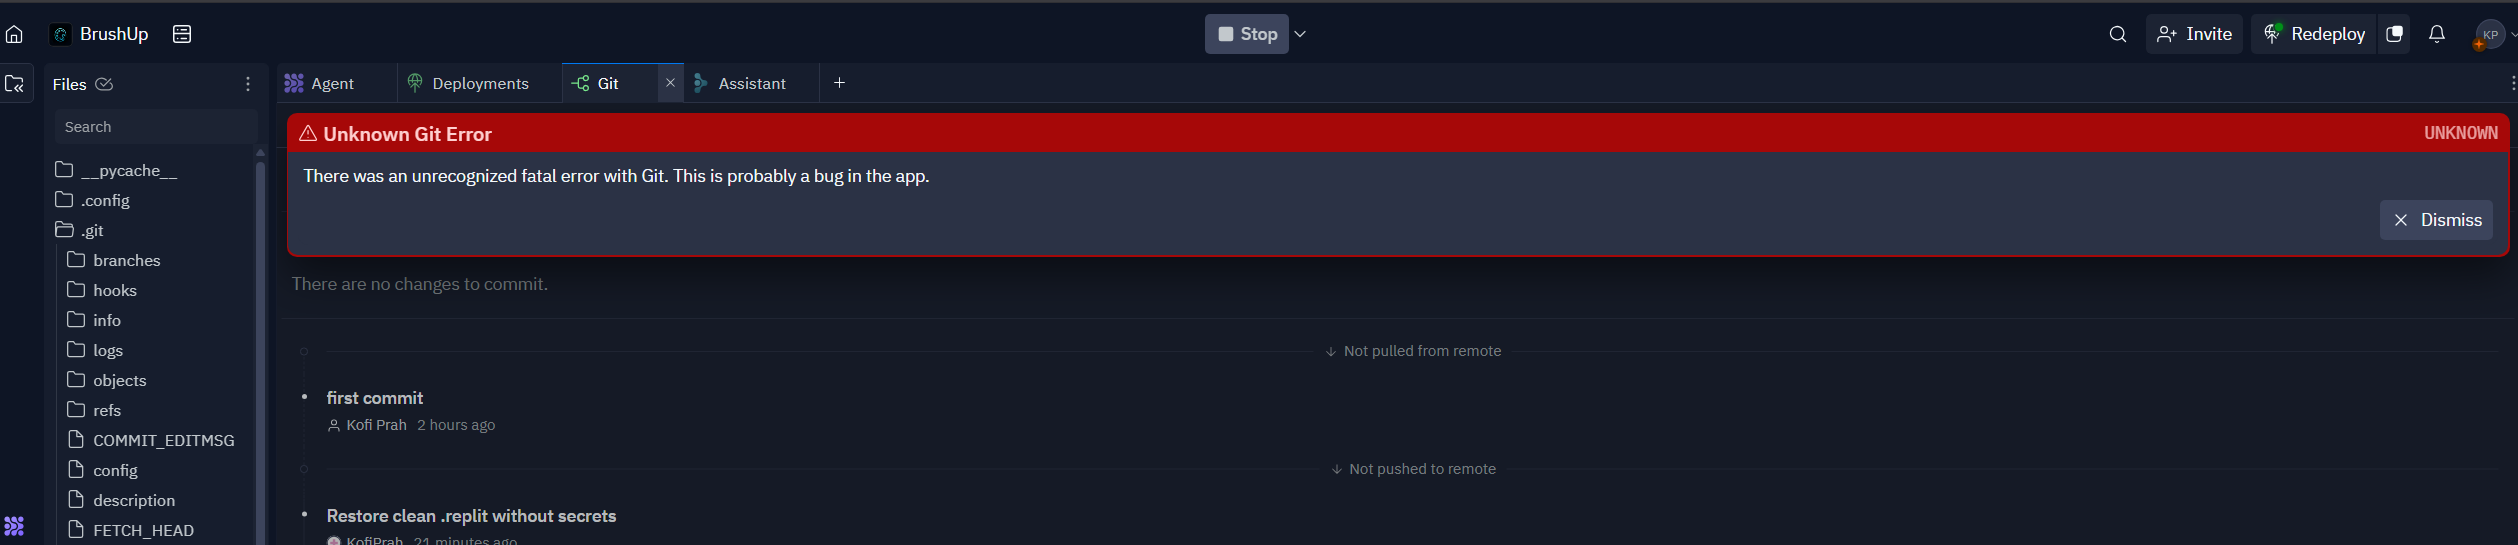 BrushUp
Stop
Invite
Redeploy
KP
Files
Agent
Deployments
Git
Assistant
Search
__pycache__
.config
.git
branches
hooks
info
logs
objects
refs
COMMIT_EDITMSG
config
description
FETCH_HEAD
Unknown Git Error
UNKNOWN
There was an unrecognized fatal error with Git. This is probably a bug in the app.
Dismiss
There are no changes to commit.
Not pulled from remote
first commit
Kofi Prah 2 hours ago
Not pushed to remote
Restore clean .replit without secrets
KofiPrah 21 minutes ago